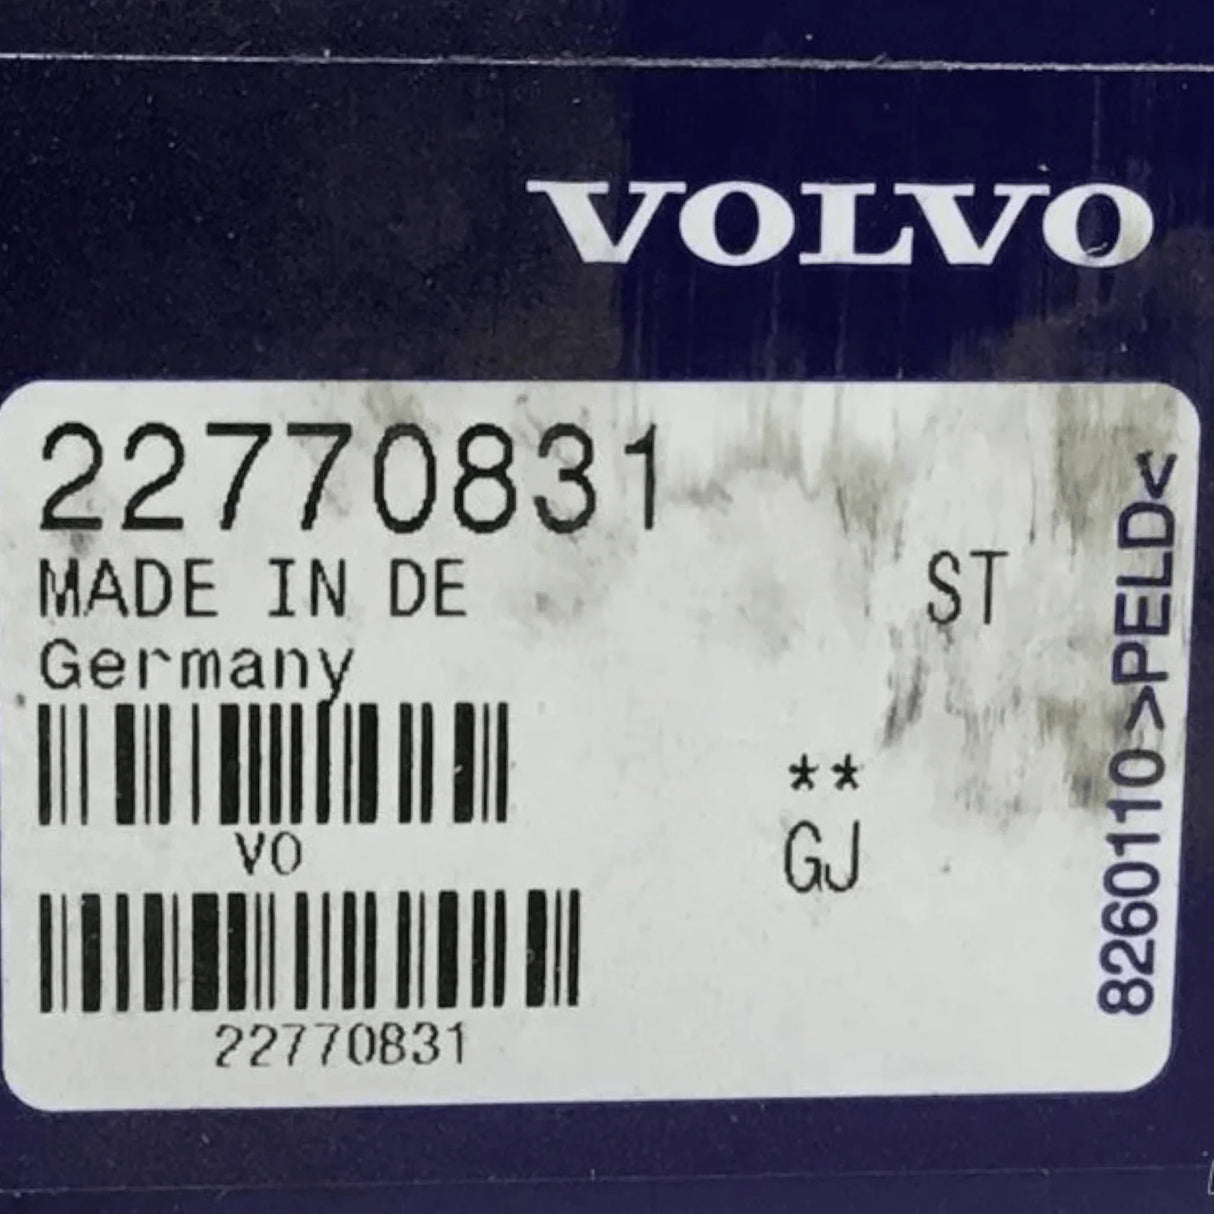 VOLVO
22770831
MADE IN DE
Germany
ST
**
GJ
VO
22770831
8260110>PELD<